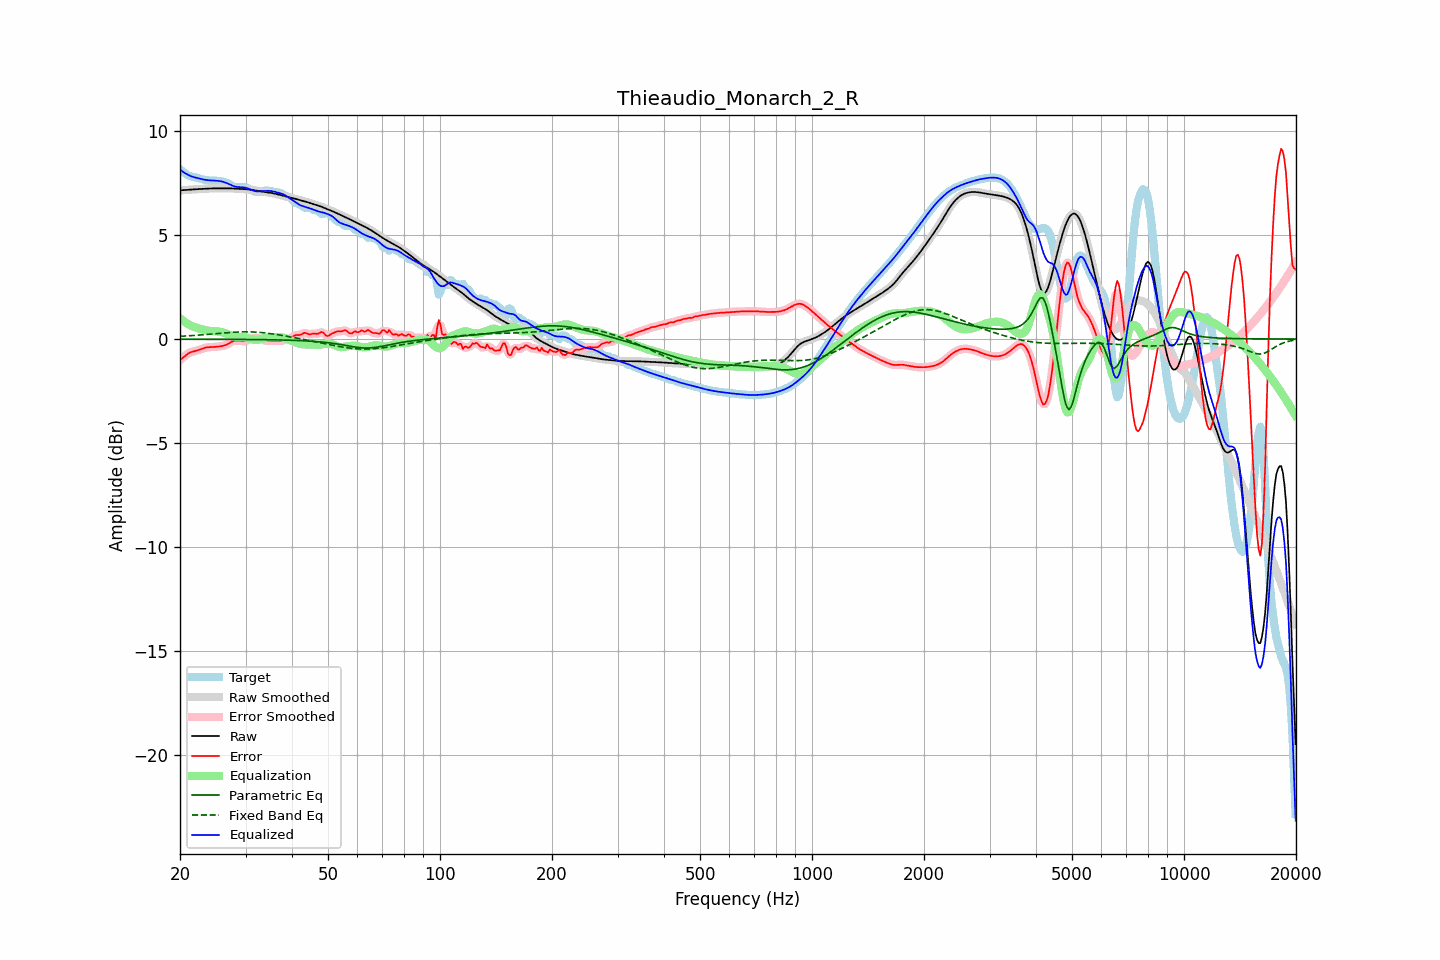 Thieaudio_Monarch_2_R
Amplitude (dBr)
10
5
0
−5
−10
−15
−20
Target
Raw Smoothed
Error Smoothed
Raw
Error
Equalization
Parametric Eq
Fixed Band Eq
Equalized
20 50 100 200 500 1000 2000 5000 10000 20000
Frequency (Hz)